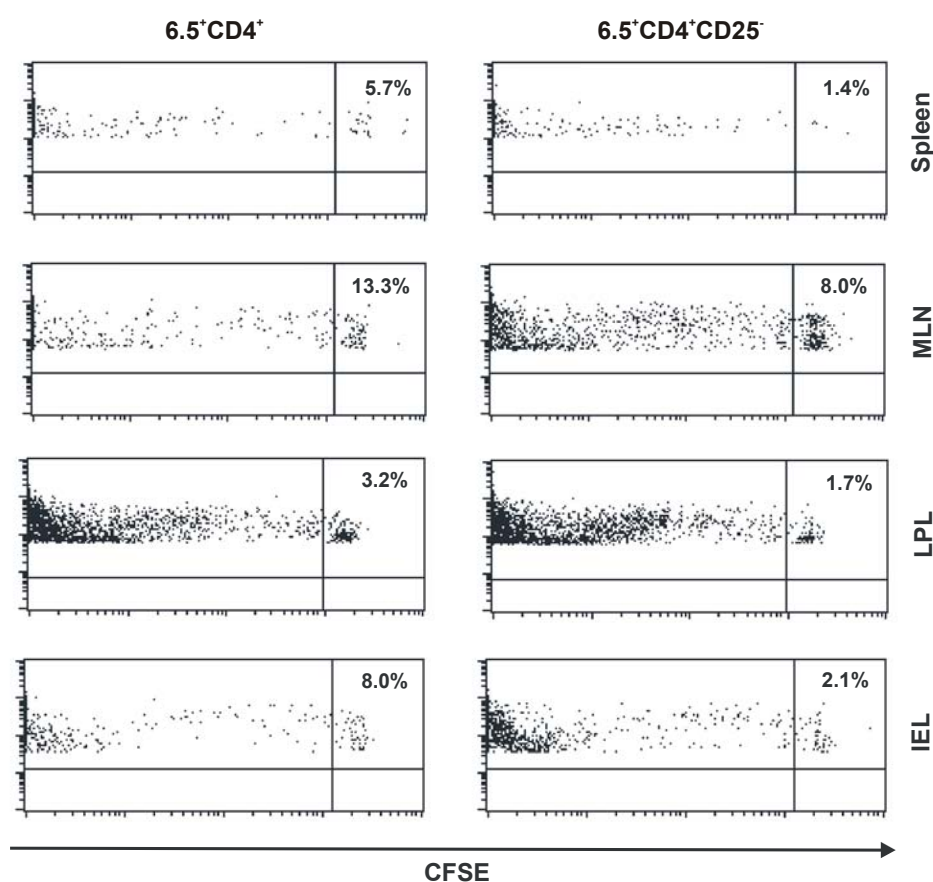 6.5⁺CD4⁺ 6.5⁺CD4⁺CD25⁻
5.7% 1.4% Spleen
13.3% 8.0% MLN
3.2% 1.7% LPL
8.0% 2.1% IEL
CFSE